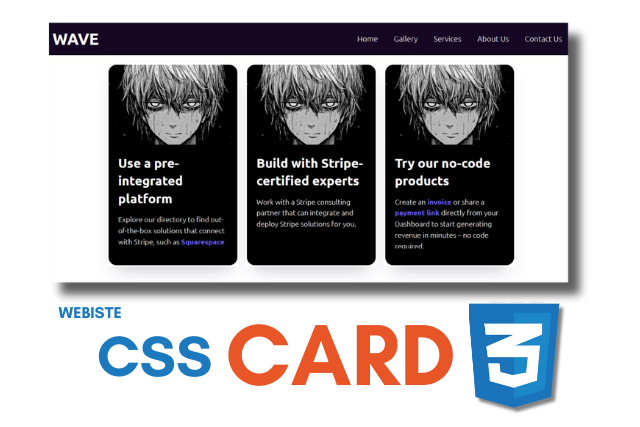 WAVE
Home Gallery Services About Us Contact Us
Use a pre-
integrated
platform
Explore our directory to find out-
of-the-box solutions that connect
with Stripe, such as Squarespace
Build with Stripe-
certified experts
Work with a Stripe consulting
partner that can integrate and
deploy Stripe solutions for you.
Try our no-code
products
Create an invoice or share a
payment link directly from your
Dashboard to start generating
revenue in minutes – no code
required.
WEBISTE
CSS CARD
3